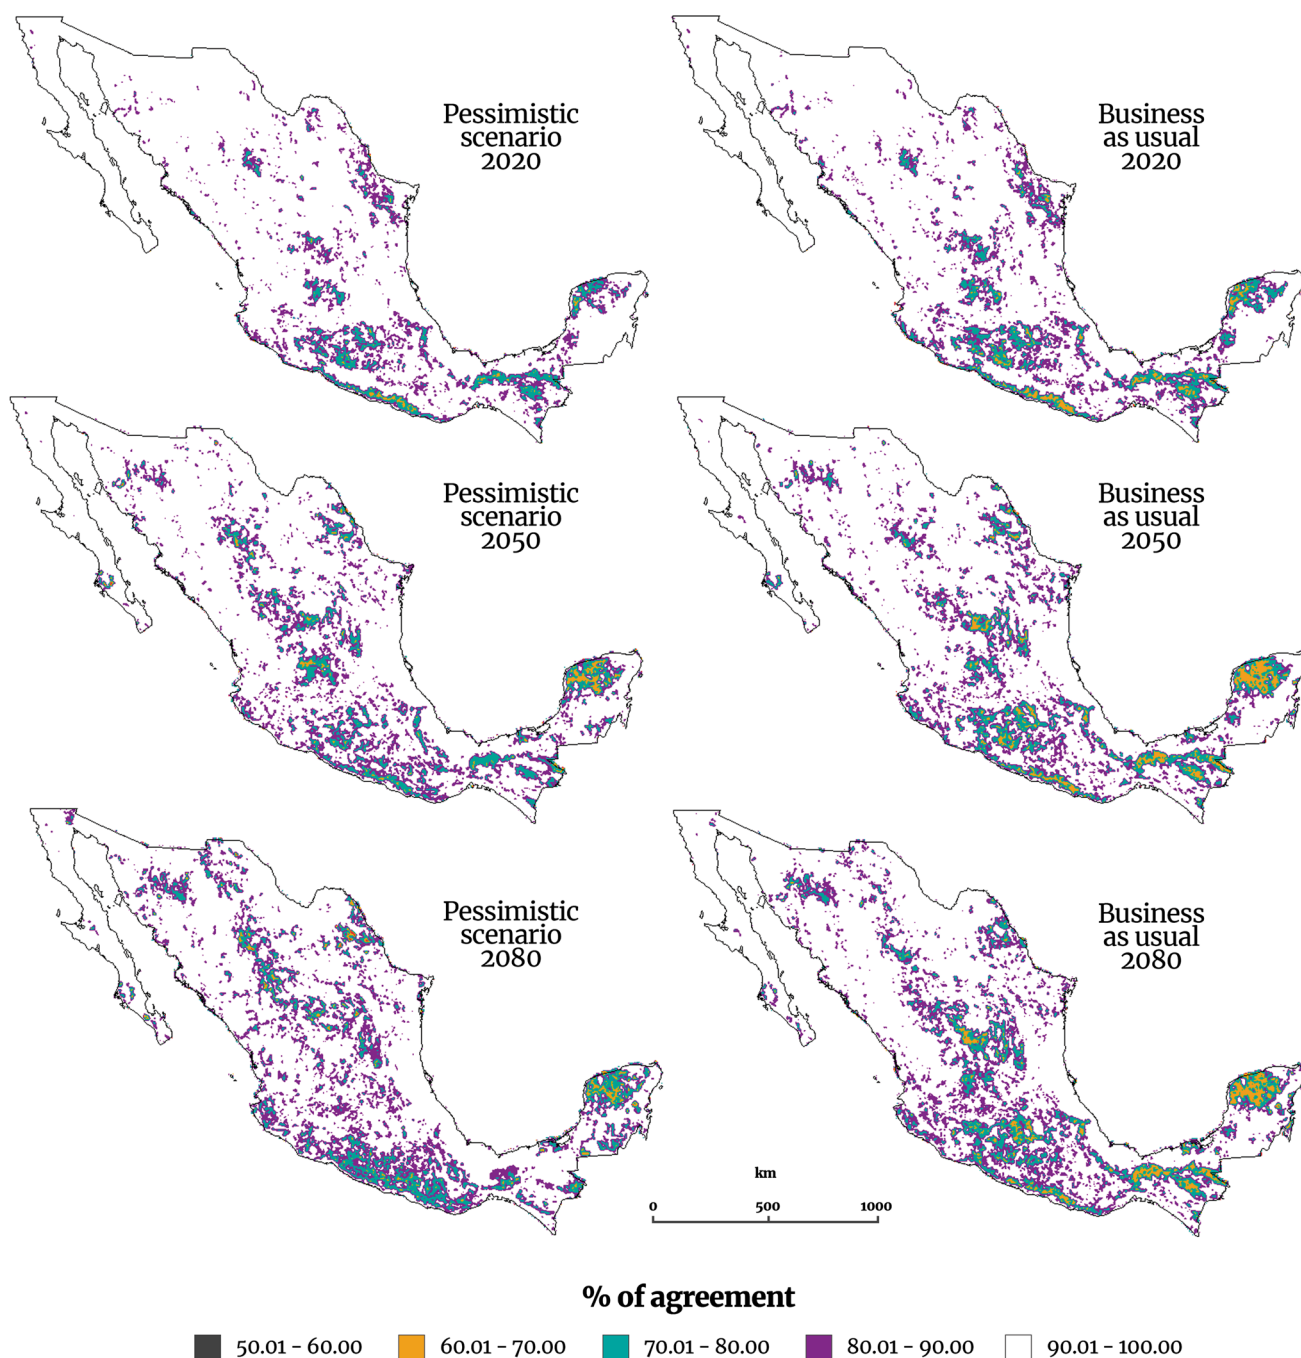 Pessimistic
scenario
2020
Business
as usual
2020
Pessimistic
scenario
2050
Business
as usual
2050
Pessimistic
scenario
2080
Business
as usual
2080
km
0 500 1000
% of agreement
50.01 - 60.00 60.01 - 70.00 70.01 - 80.00 80.01 - 90.00 90.01 - 100.00